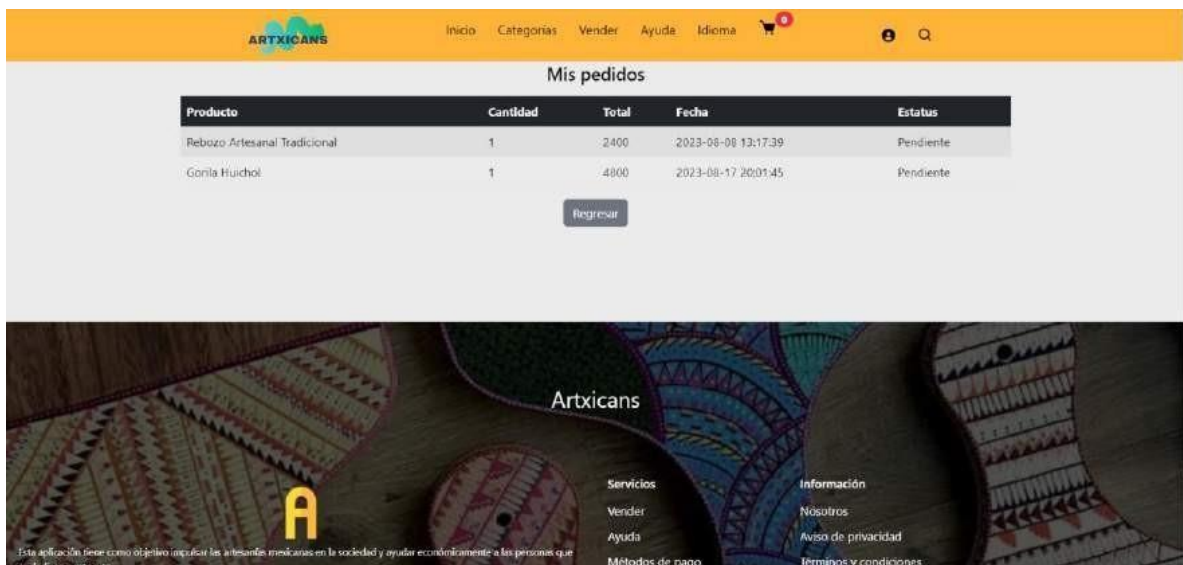 ARTXICANS
Inicio Categorías Vender Ayuda Idioma 0
Mis pedidos
Producto Cantidad Total Fecha Estatus
Rebozo Artesanal Tradicional 1 2400 2023-08-08 13:17:39 Pendiente
Gorila Huichol 1 4800 2023-08-17 20:01:45 Pendiente
Regresar
Artxicans
A
Servicios Información
Vender Nosotros
Ayuda Aviso de privacidad
Esta aplicación tiene como objetivo impulsar las artesanías mexicanas en la sociedad y ayudar económicamente a las personas que
Métodos de pago Términos y condiciones